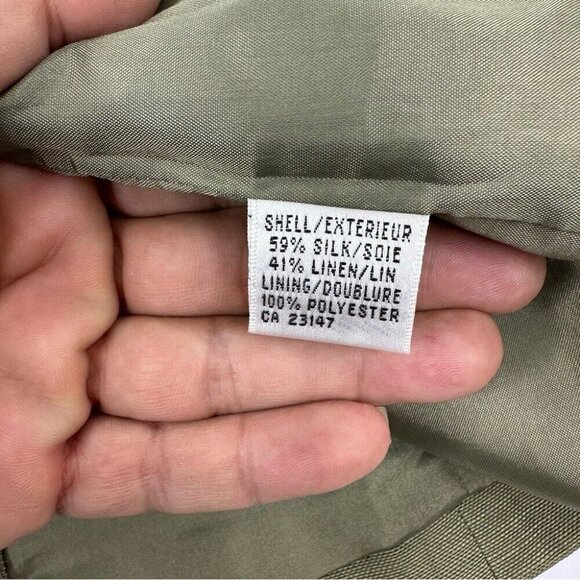 SHELL/EXTERIEUR
59% SILK/SOIE
41% LINEN/LIN
LINING/DOUBLURE
100% POLYESTER
CA 23147